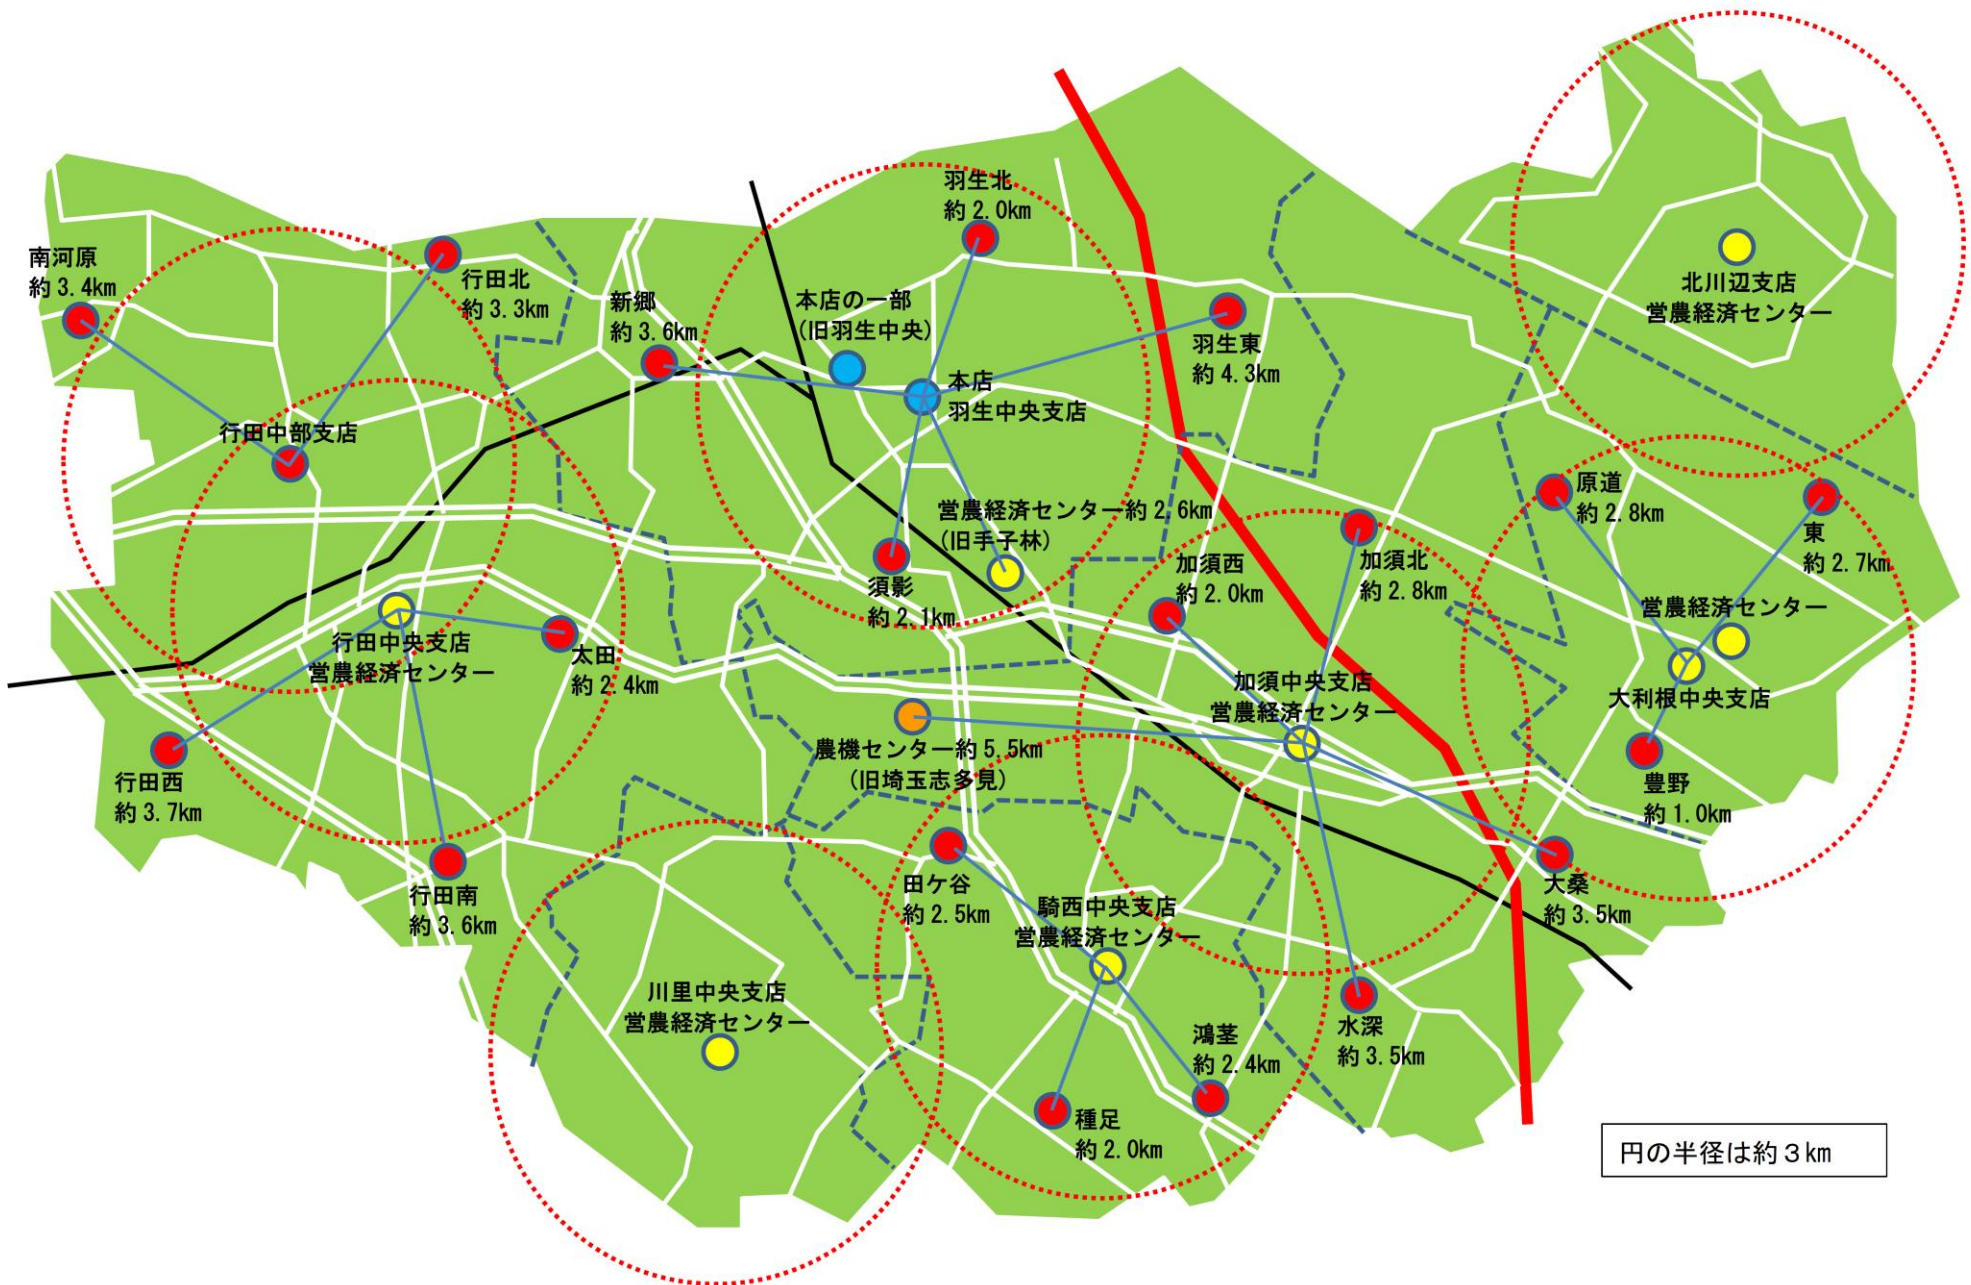 羽生北
約 2.0km
南河原
約 3.4km
行田北
約 3.3km
新郷
約 3.6km
本店の一部
(旧羽生中央)
羽生東
約 4.3km
北川辺支店
営農経済センター
本店
羽生中央支店
行田中部支店
営農経済センター約 2.6km
(旧手子林)
原道
約 2.8km
東
約 2.7km
加須西
約 2.0km
加須北
約 2.8km
須影
約 2.1km
営農経済センター
大利根中央支店
行田中央支店
営農経済センター
太田
約 2.4km
加須中央支店
営農経済センター
農機センター約 5.5km
(旧埼玉志多見)
行田西
約 3.7km
豊野
約 1.0km
行田南
約 3.6km
田ケ谷
約 2.5km
大桑
約 3.5km
騎西中央支店
営農経済センター
川里中央支店
営農経済センター
鴻茎
約 2.4km
水深
約 3.5km
種足
約 2.0km
円の半径は約３km